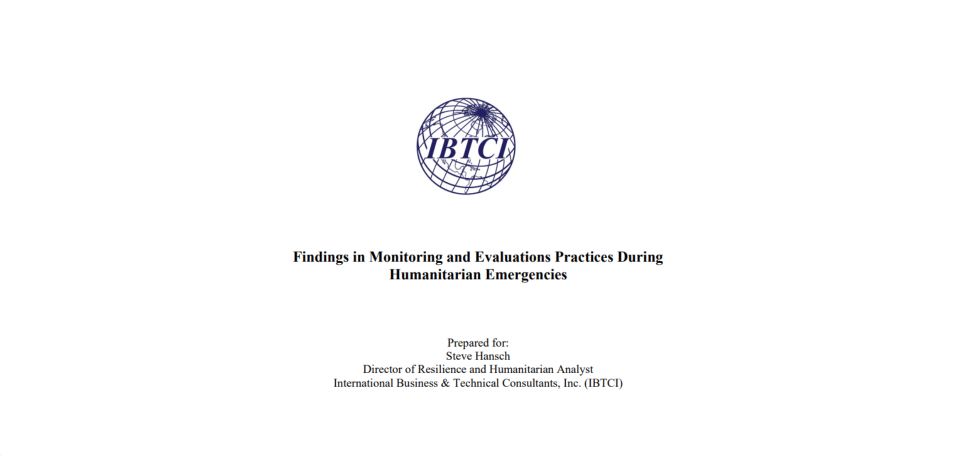 IBTCI
Findings in Monitoring and Evaluations Practices During
Humanitarian Emergencies
Prepared for:
Steve Hansch
Director of Resilience and Humanitarian Analyst
International Business & Technical Consultants, Inc. (IBTCI)